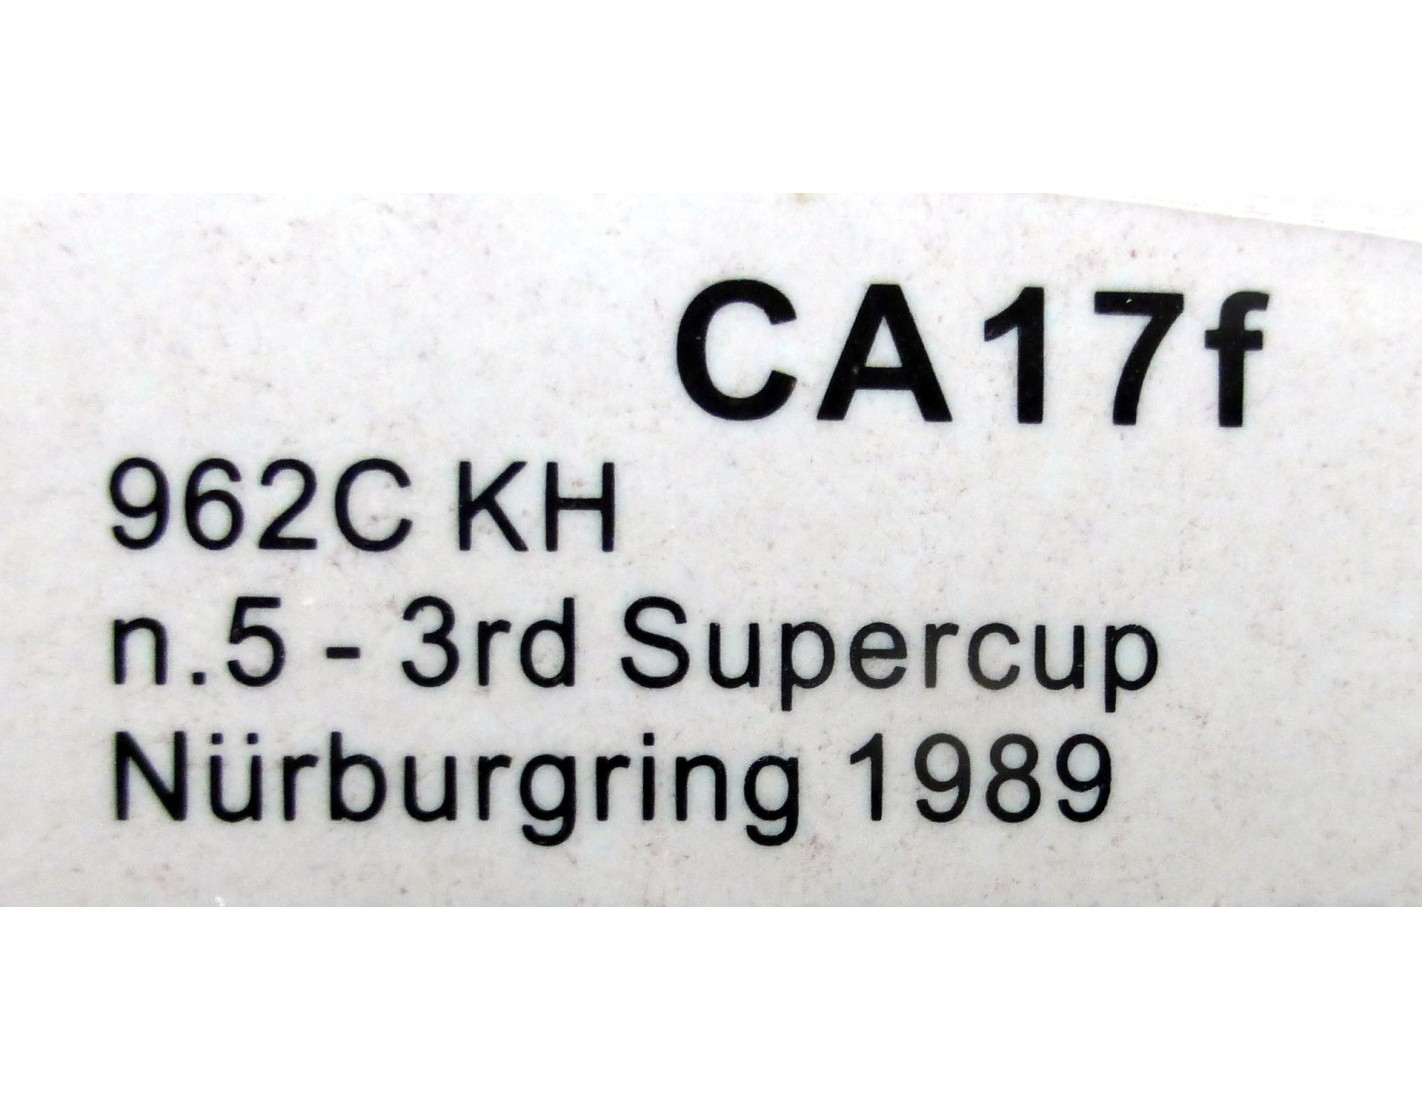 CA17f
962C KH
n.5 - 3rd Supercup
Nürburgring 1989